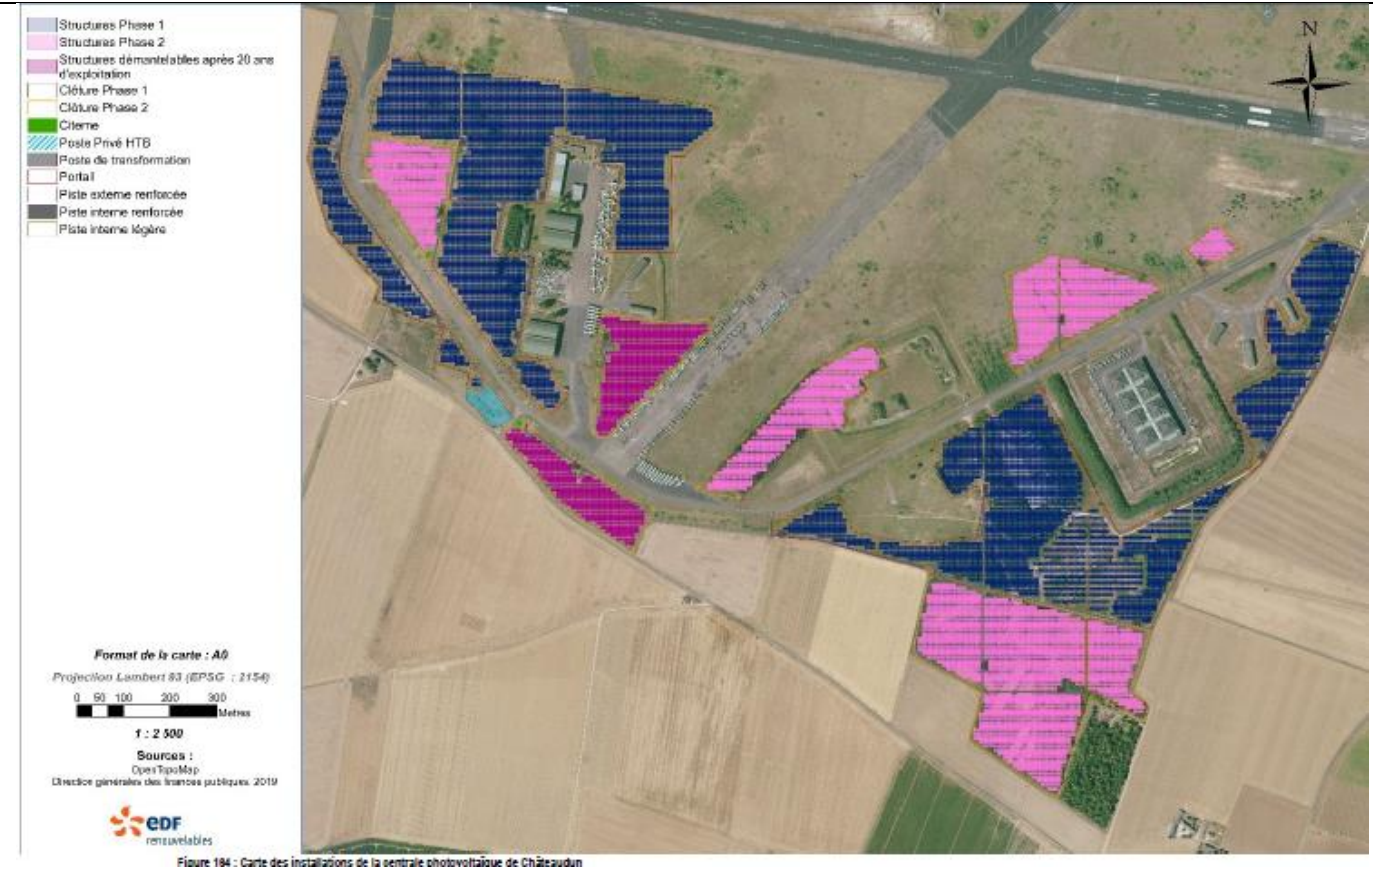 Structures Phase 1
Structures Phase 2
Structures démantelables après 20 ans
d'exploitation
Clôture Phase 1
Clôture Phase 2
Citerne
Poste Privé HTB
Poste de transformation
Portail
Piste externe renforcée
Piste interne renforcée
Piste interne légère
N
Format de la carte : A0
Projection Lambert 93 (EPSG : 2154)
0 50 100 200 300
Metres
1 : 2 500
Sources :
OpenTopoMap
Direction générales des finances publiques, 2019
eDF
renouvelables
Figure 164 : Carte des installations de la centrale photovoltaïque de Châteaudun